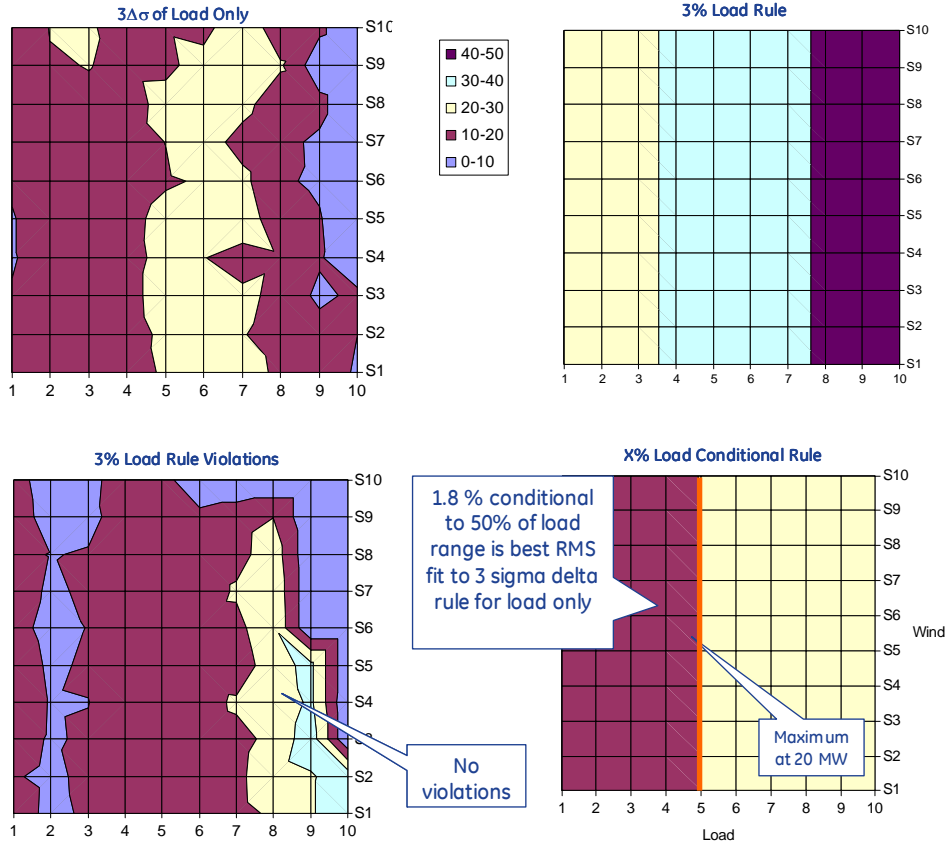 3Δσ of Load Only
S10
S9
S8
S7
S6
S5
S4
S3
S2
S1
1 2 3 4 5 6 7 8 9 10
40-50
30-40
20-30
10-20
0-10
3% Load Rule
S10
S9
S8
S7
S6
S5
S4
S3
S2
S1
1 2 3 4 5 6 7 8 9 10
3% Load Rule Violations
S10
S9
S8
S7
S6
S5
S4
S2
S1
1 2 3 4 5 6 7 8 9 10
No
violations
X% Load Conditional Rule
1.8 % conditional
to 50% of load
range is best RMS
fit to 3 sigma delta
rule for load only
S10
S9
S8
S7
S6
S5
S4
S3
S2
S1
Wind
Maximum
at 20 MW
1 2 3 4 5 6 7 8 9 10
Load